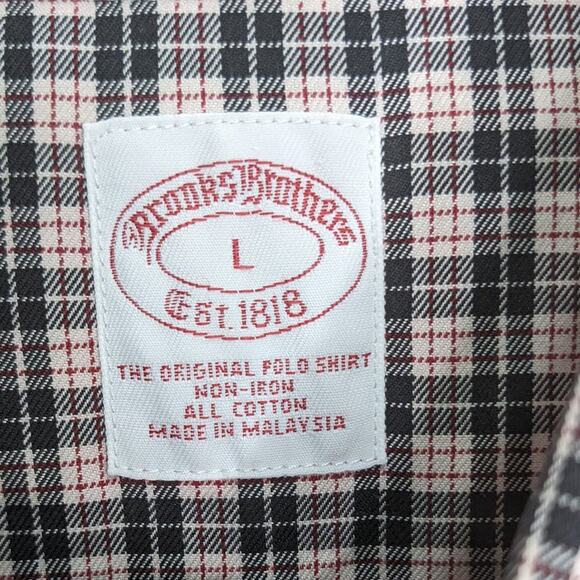 Brooks Brothers
L
Est. 1818
THE ORIGINAL POLO SHIRT
NON-IRON
ALL COTTON
MADE IN MALAYSIA